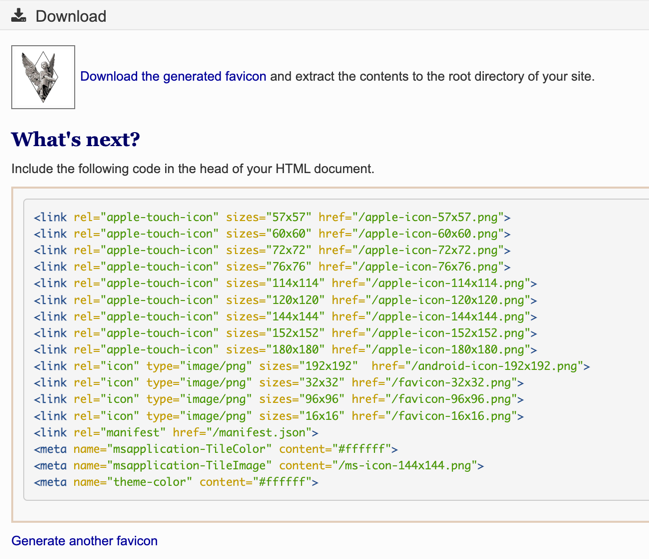 Download
Download the generated favicon and extract the contents to the root directory of your site.
What's next?
Include the following code in the head of your HTML document.
<link rel="apple-touch-icon" sizes="57x57" href="/apple-icon-57x57.png">
<link rel="apple-touch-icon" sizes="60x60" href="/apple-icon-60x60.png">
<link rel="apple-touch-icon" sizes="72x72" href="/apple-icon-72x72.png">
<link rel="apple-touch-icon" sizes="76x76" href="/apple-icon-76x76.png">
<link rel="apple-touch-icon" sizes="114x114" href="/apple-icon-114x114.png">
<link rel="apple-touch-icon" sizes="120x120" href="/apple-icon-120x120.png">
<link rel="apple-touch-icon" sizes="144x144" href="/apple-icon-144x144.png">
<link rel="apple-touch-icon" sizes="152x152" href="/apple-icon-152x152.png">
<link rel="apple-touch-icon" sizes="180x180" href="/apple-icon-180x180.png">
<link rel="icon" type="image/png" sizes="192x192"  href="/android-icon-192x192.png">
<link rel="icon" type="image/png" sizes="32x32" href="/favicon-32x32.png">
<link rel="icon" type="image/png" sizes="96x96" href="/favicon-96x96.png">
<link rel="icon" type="image/png" sizes="16x16" href="/favicon-16x16.png">
<link rel="manifest" href="/manifest.json">
<meta name="msapplication-TileColor" content="#ffffff">
<meta name="msapplication-TileImage" content="/ms-icon-144x144.png">
<meta name="theme-color" content="#ffffff">
Generate another favicon